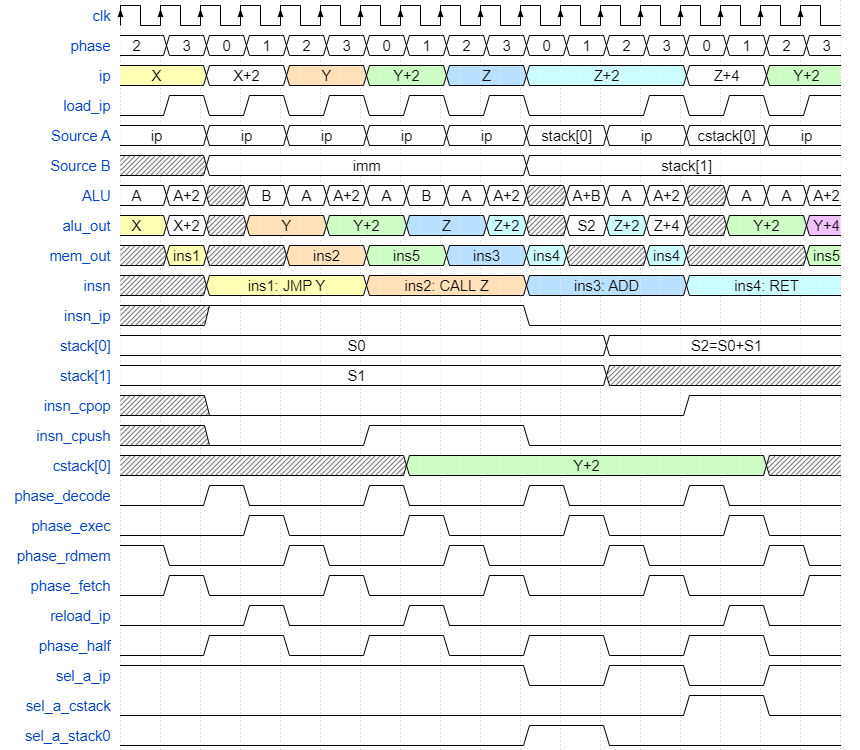 clk
phase 2 3 0 1 2 3 0 1 2 3 0 1 2 3 0 1 2 3
ip X X+2 Y Y+2 Z Z+2 Z+4 Y+2
load_ip
Source A ip ip ip ip ip stack[0] ip cstack[0] ip
Source B imm stack[1]
ALU A A+2 B A A+2 A B A A+2 A+B A A+2 A A A+2
alu_out X X+2 Y Y+2 Z Z+2 S2 Z+2 Z+4 Y+2 Y+4
mem_out ins1 ins2 ins5 ins3 ins4 ins4 ins5
insn ins1: JMP Y ins2: CALL Z ins3: ADD ins4: RET
insn_ip
stack[0] S0 S2=S0+S1
stack[1] S1
insn_cpop
insn_cpush
cstack[0] Y+2
phase_decode
phase_exec
phase_rdmem
phase_fetch
reload_ip
phase_half
sel_a_ip
sel_a_cstack
sel_a_stack0